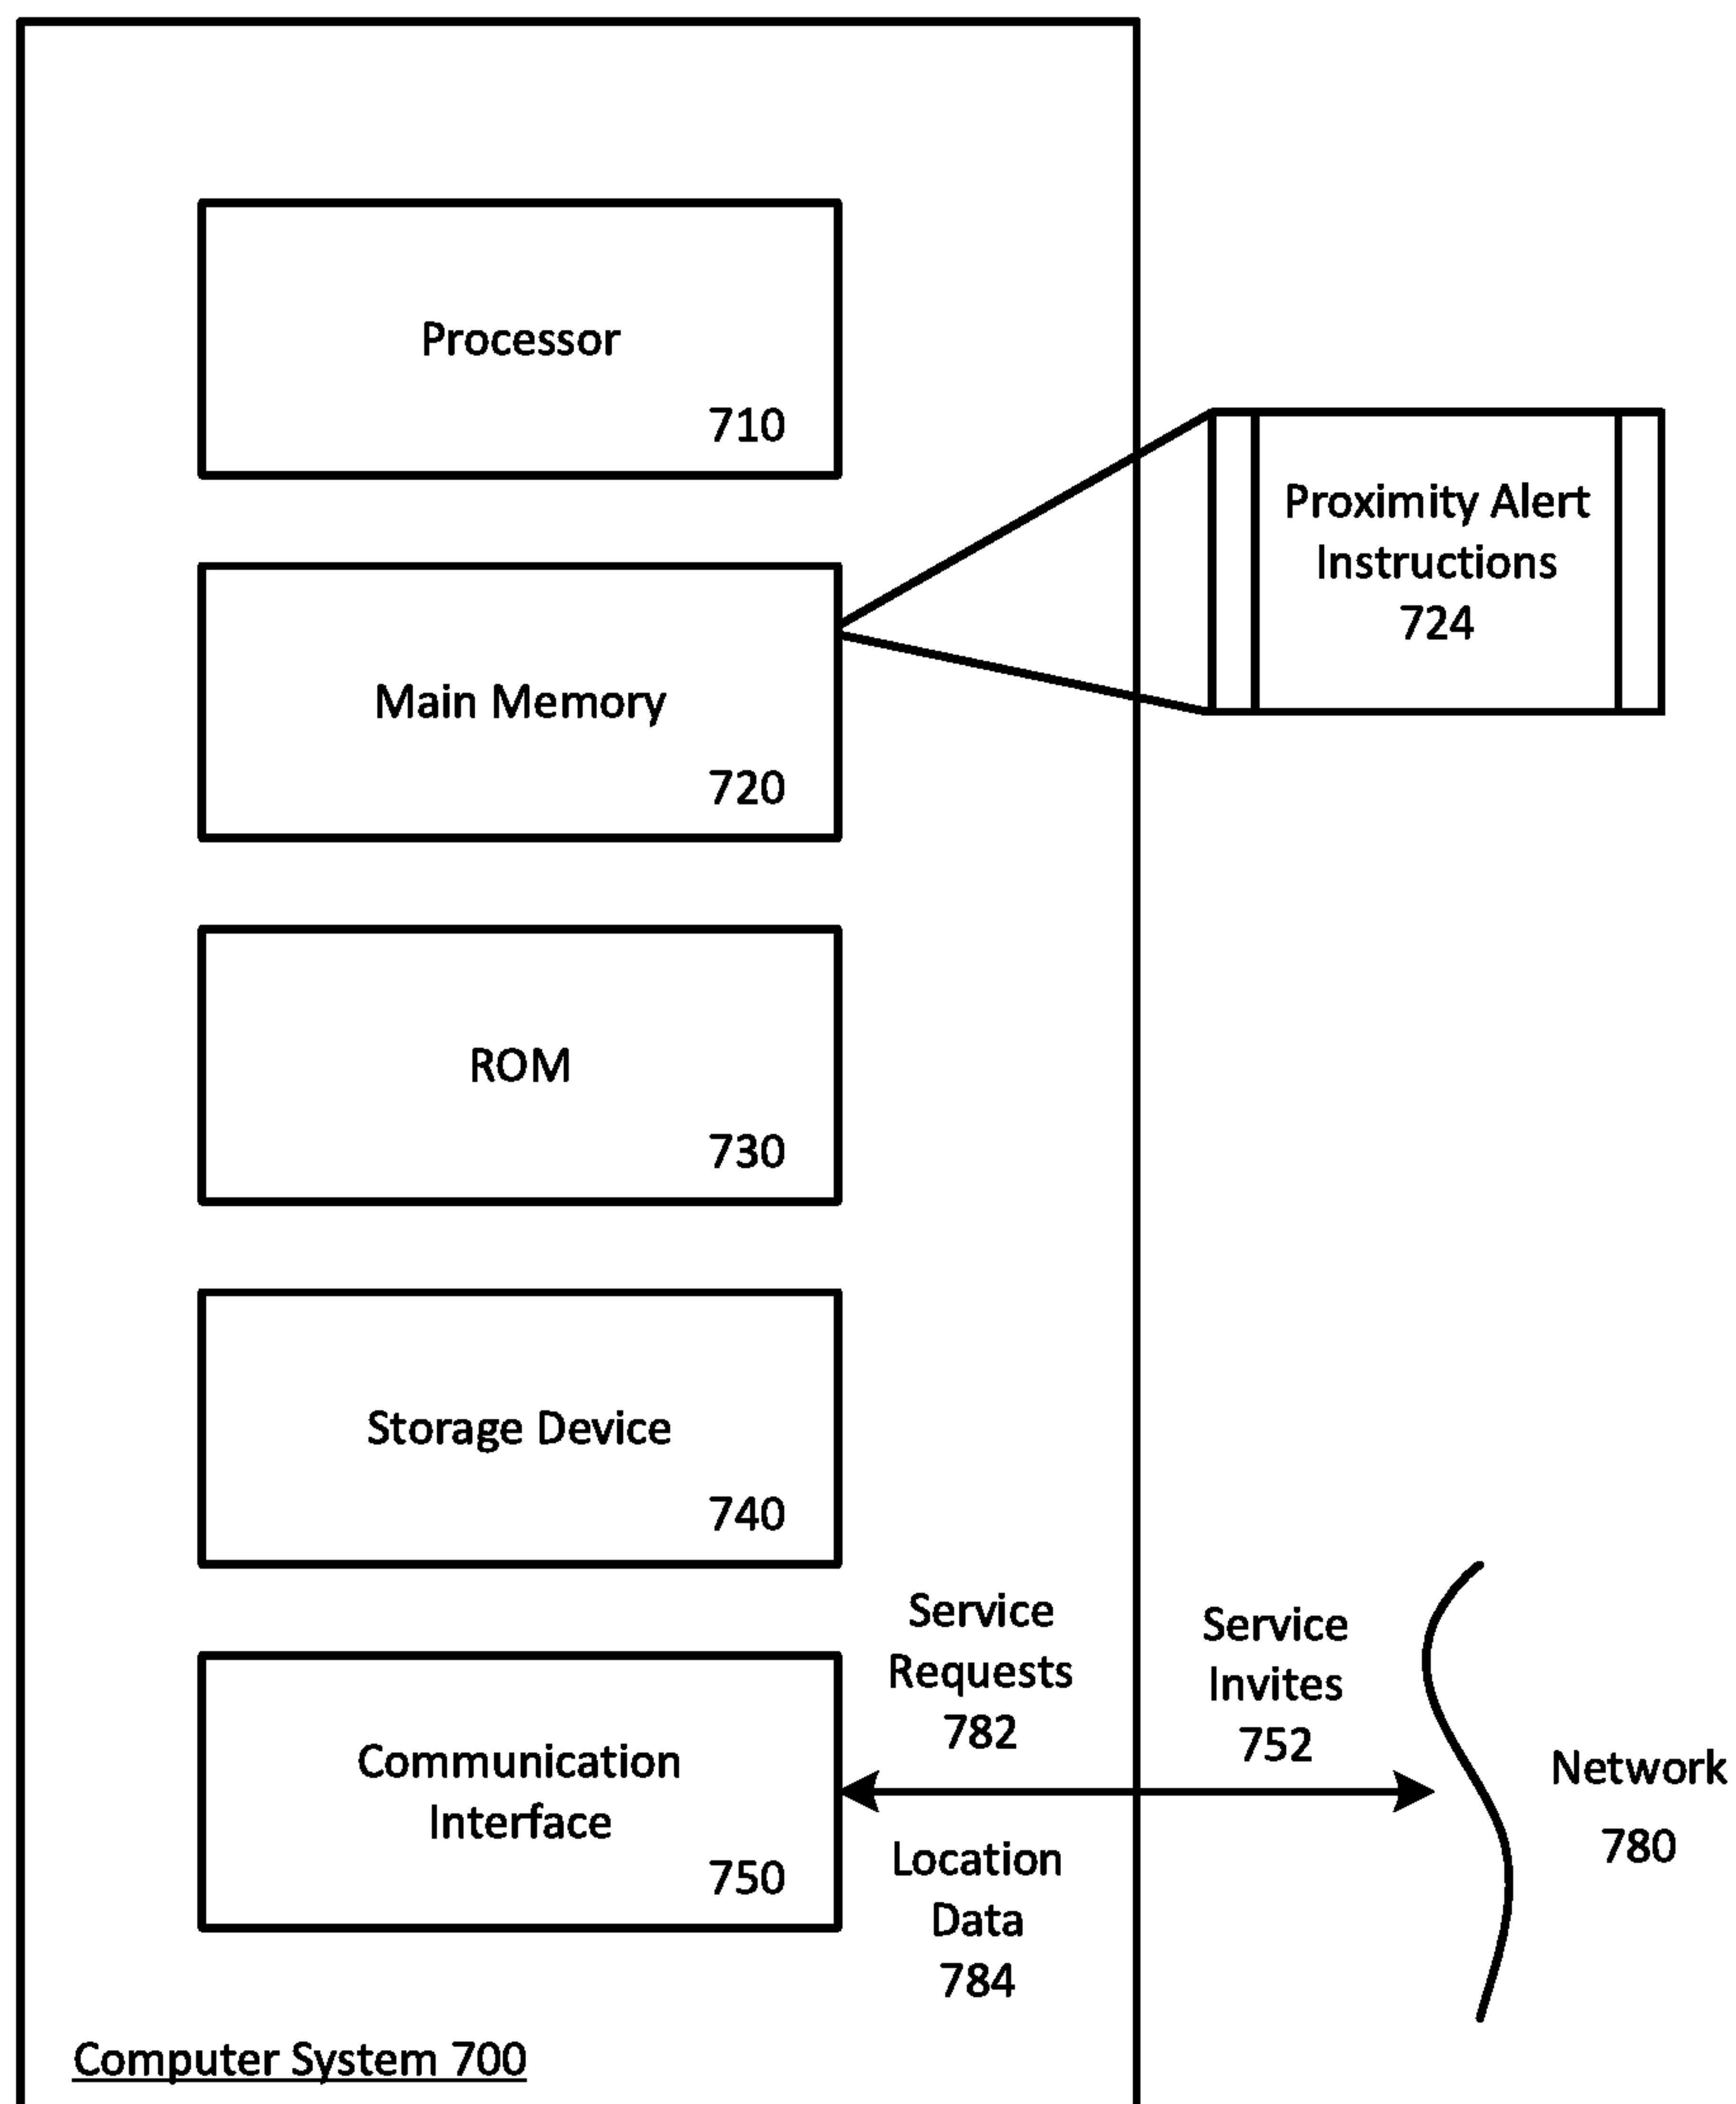 Processor
710
Proximity Alert
Instructions
724
Main Memory
720
ROM
730
Storage Device
740
Service
Requests
782
Service
Invites
752
Communication
Interface
750
Location
Data
784
Network
780
Computer System 700